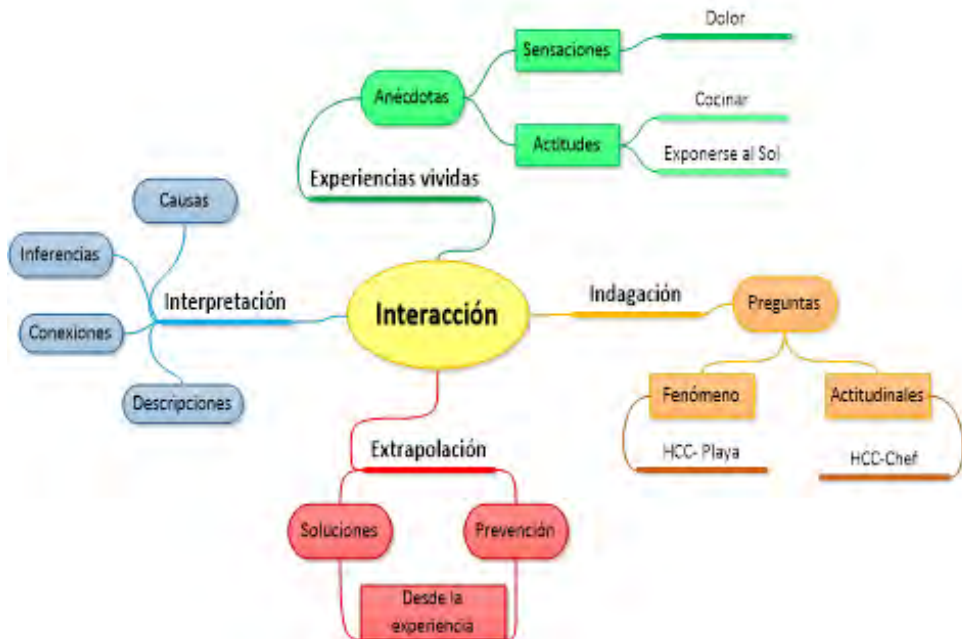 Dolor
Sensaciones
Anécdotas
Cocinar
Actitudes
Exponerse al Sol
Experiencias vividas
Causas
Inferencias
Interpretación
Conexiones
Descripciones
Interacción
Indagación
Preguntas
Fenómeno
Actitudinales
HCC- Playa
HCC-Chef
Extrapolación
Soluciones
Prevención
Desde la
experiencia